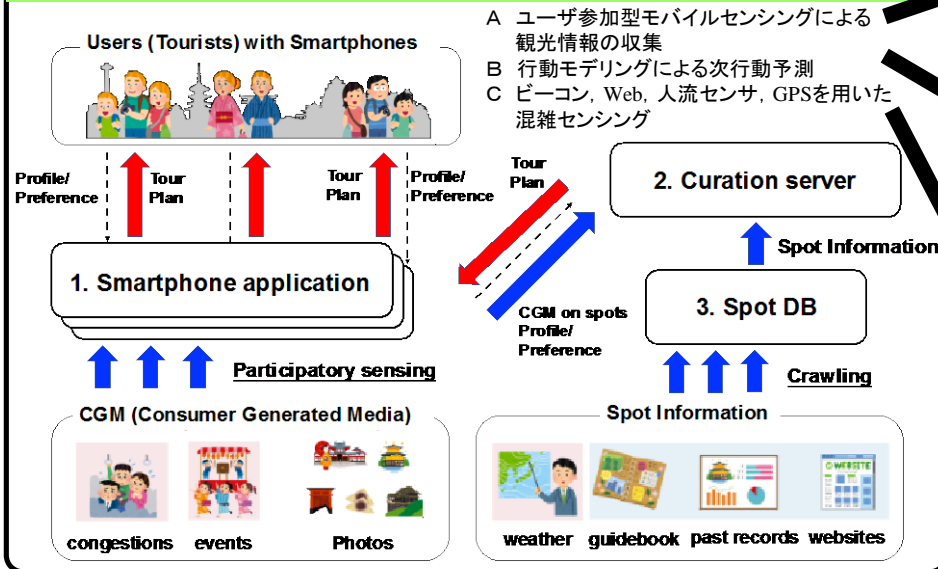 A ユーザ参加型モバイルセンシングによる
観光情報の収集
B 行動モデリングによる次行動予測
C ビーコン，Web，人流センサ，GPSを用いた
混雑センシング
Users (Tourists) with Smartphones
Profile/
Preference
Tour
Plan
Tour
Plan
Profile/
Preference
Tour
Plan
2. Curation server
Spot Information
1. Smartphone application
3. Spot DB
CGM on spots
Profile/
Preference
Participatory sensing
Crawling
CGM (Consumer Generated Media)
congestions
events
Photos
Spot Information
WEBSITE
weather
guidebook
past records
websites